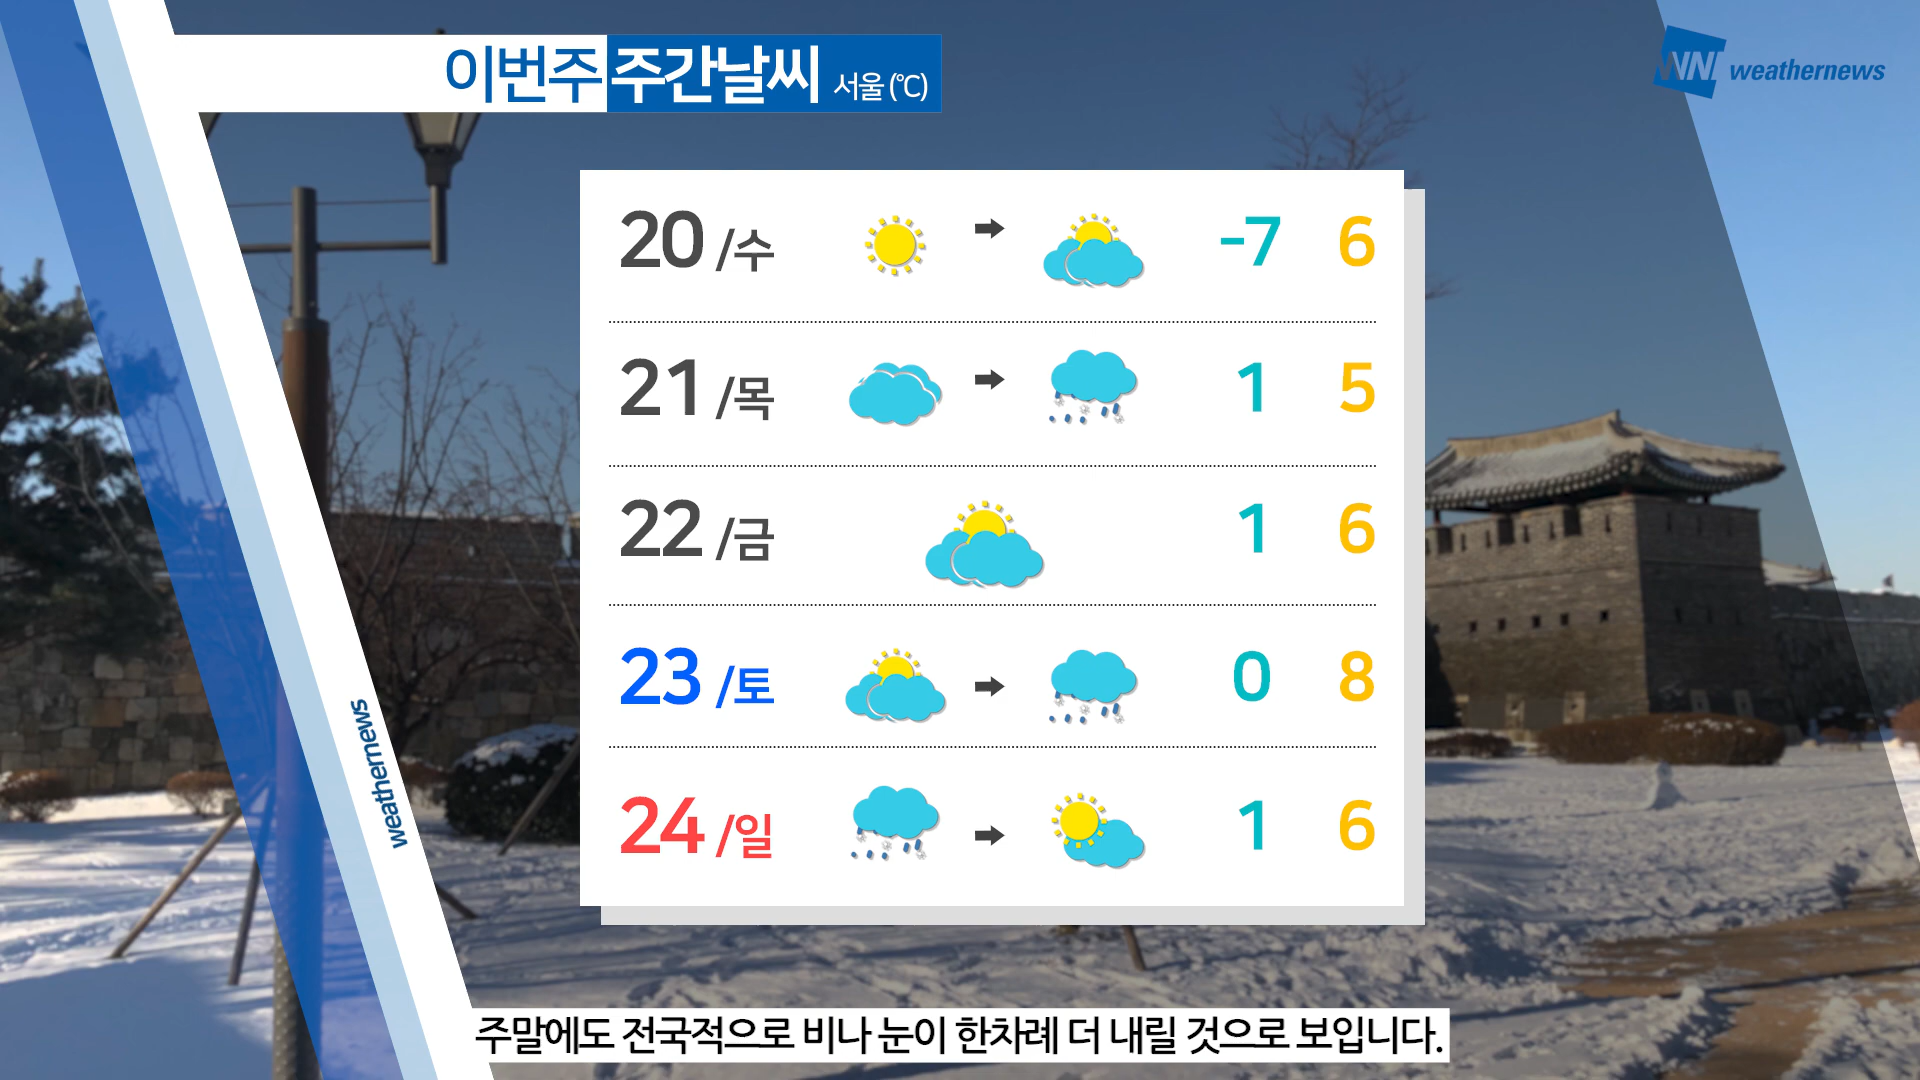 이번주 주간날씨 서울 (℃)
WNI weathernews
20 /수 -7 6
21 /목 1 5
22 /금 1 6
23 /토 0 8
24 /일 1 6
weathernews
주말에도 전국적으로 비나 눈이 한차례 더 내릴 것으로 보입니다.